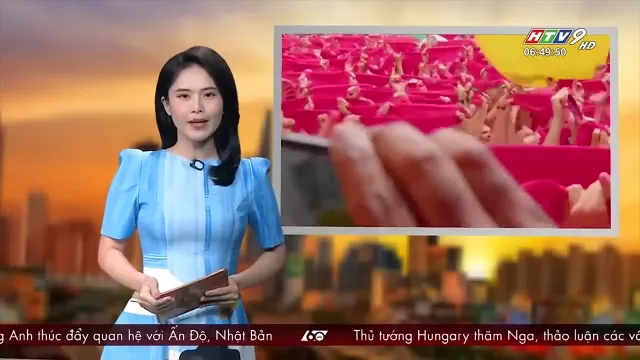 HTV9 HD
06:49:50
g Anh thúc đẩy quan hệ với Ấn Độ, Nhật Bản
Thủ tướng Hungary thăm Nga, thảo luận các vấ